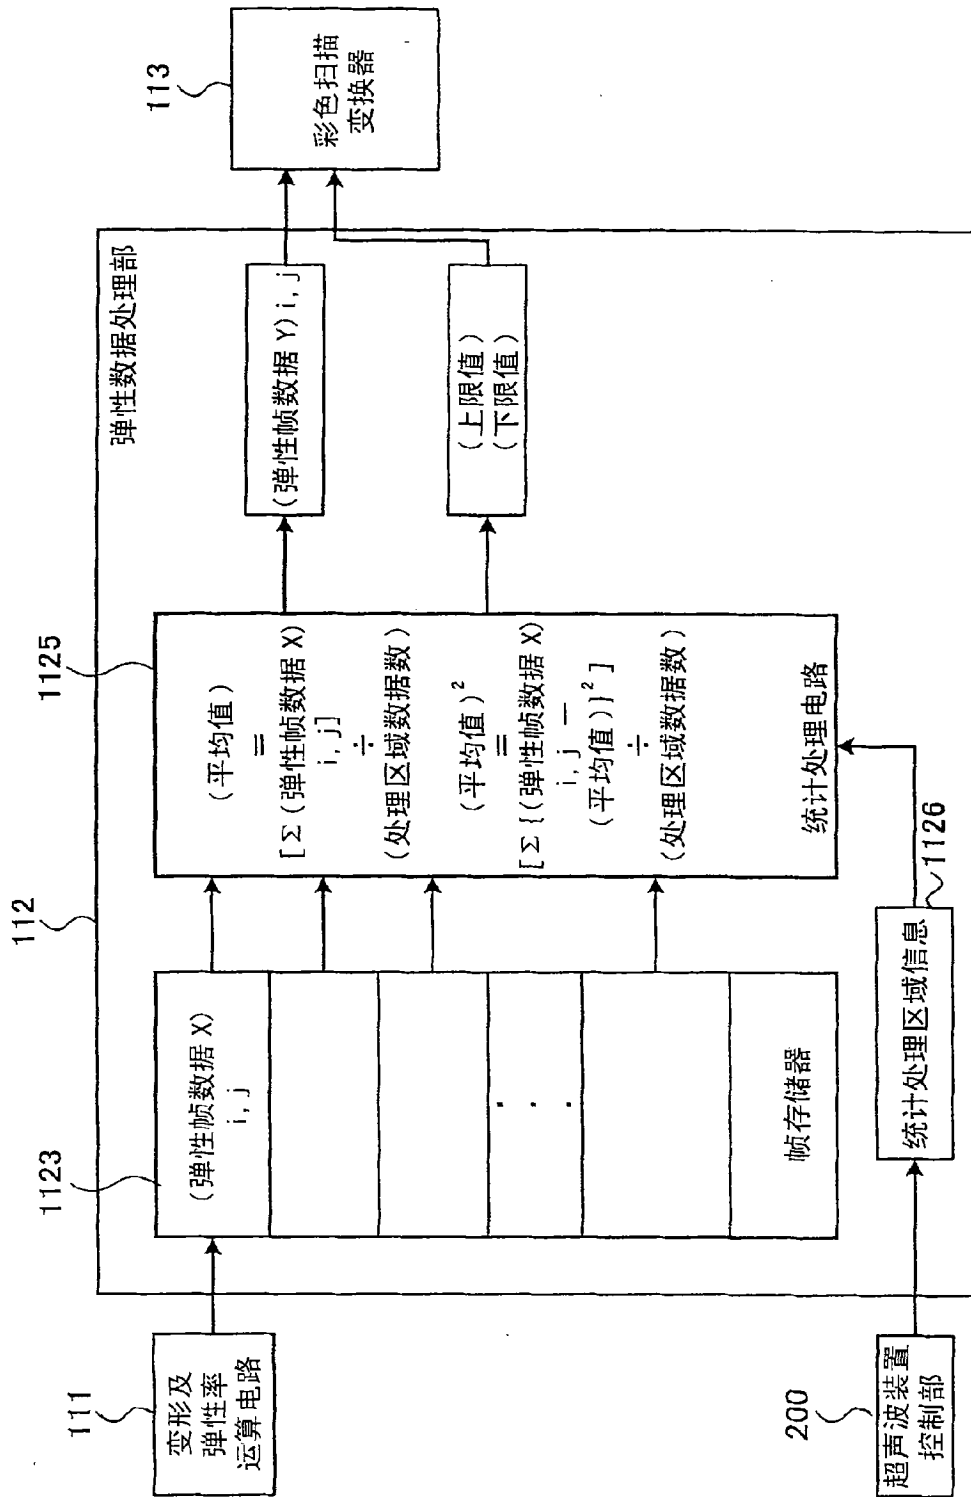 112
弹性数据处理部
111
变形及
弹性率
运算电路
1123
(弹性帧数据 X)
i, j
· · ·
帧存储器
1125
(平均值)
=
[Σ (弹性帧数据 X)
i, j]
÷
(处理区域数据数)
(平均值)²
=
[Σ {(弹性帧数据 X)
i, j —
(平均值)}² ]
÷
(处理区域数据数)
统计处理电路
(弹性帧数据 Y) i, j
(上限值)
(下限值)
113
彩色扫描
变换器
200
超声波装置
控制部
统计处理区域信息
1126